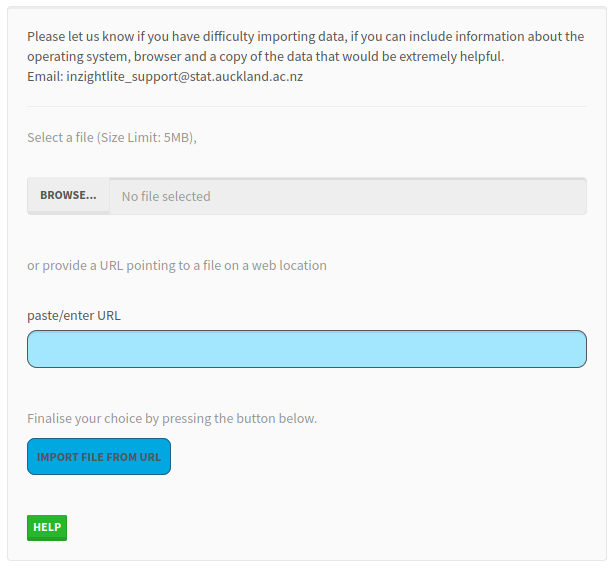 Please let us know if you have difficulty importing data, if you can include information about the
operating system, browser and a copy of the data that would be extremely helpful.
Email: inzightlite_support@stat.auckland.ac.nz
Select a file (Size Limit: 5MB),
BROWSE... No file selected
or provide a URL pointing to a file on a web location
paste/enter URL
Finalise your choice by pressing the button below.
IMPORT FILE FROM URL
HELP